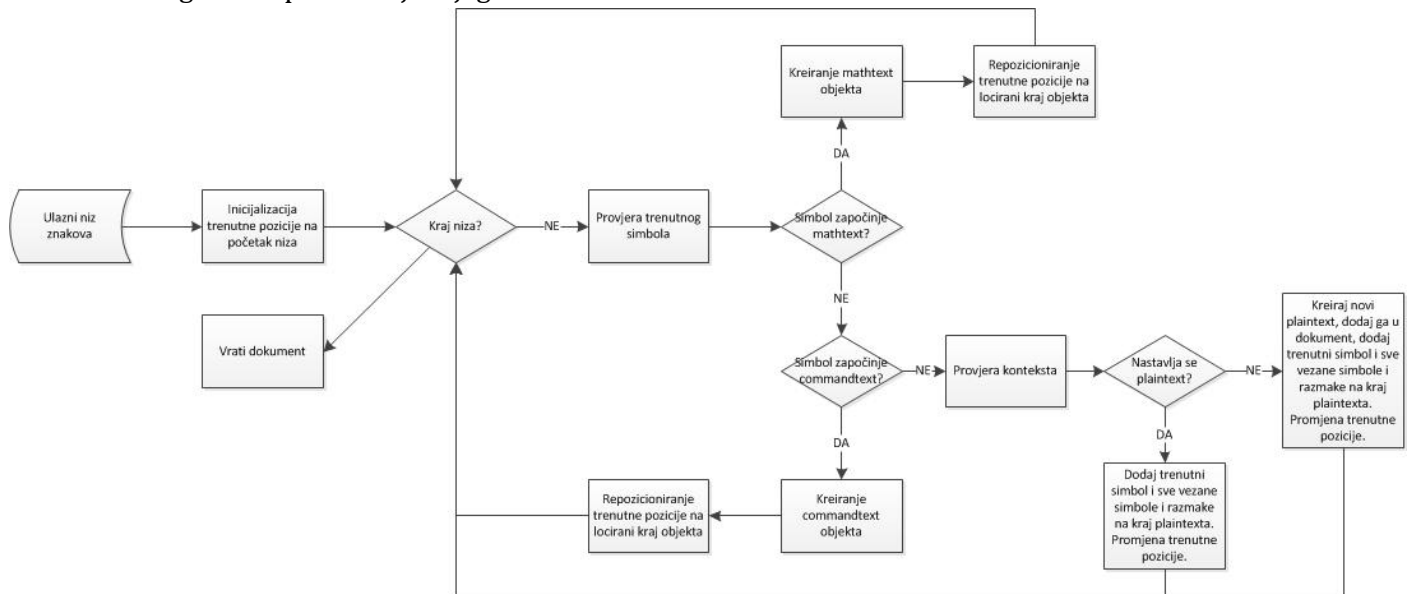 Kreiranje mathtext
objekta
Repozicioniranje
trenutne pozicije na
locirani kraj objekta
DA
Ulazni niz
znakova
Inicijalizacija
trenutne pozicije na
početak niza
Kraj niza?
NE
Provjera trenutnog
simbola
Simbol započinje
mathtext?
NE
Vrati dokument
Simbol započinje
commandtext?
NE
Provjera konteksta
Nastavlja se
plaintext?
NE
Kreiraj novi
plaintext, dodaj ga u
dokument, dodaj
trenutni simbol i sve
vezane simbole i
razmake na kraj
plaintexta.
Promjena trenutne
pozicije.
DA
DA
Repozicioniranje
trenutne pozicije na
locirani kraj objekta
Kreiranje
commandtext
objekta
Dodaj trenutni
simbol i sve vezane
simbole i razmake
na kraj plaintexta.
Promjena trenutne
pozicije.